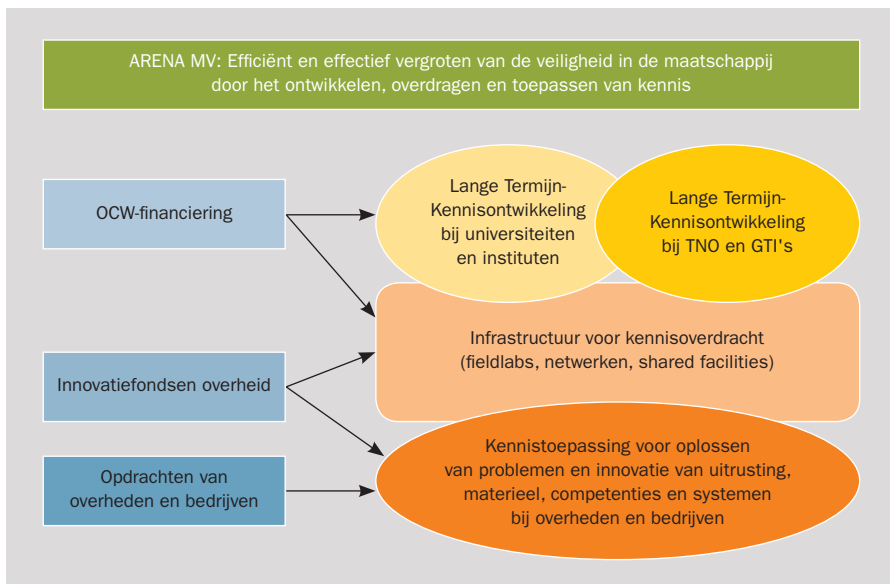 ARENA MV: Efficiënt en effectief vergroten van de veiligheid in de maatschappij
door het ontwikkelen, overdragen en toepassen van kennis
OCW-financiering
Lange Termijn-
Kennisontwikkeling
bij universiteiten
en instituten
Lange Termijn-
Kennisontwikkeling
bij TNO en GTI's
Infrastructuur voor kennisoverdracht
(fieldlabs, netwerken, shared facilities)
Innovatiefondsen overheid
Opdrachten van
overheden en bedrijven
Kennistoepassing voor oplossen
van problemen en innovatie van uitrusting,
materieel, competenties en systemen
bij overheden en bedrijven